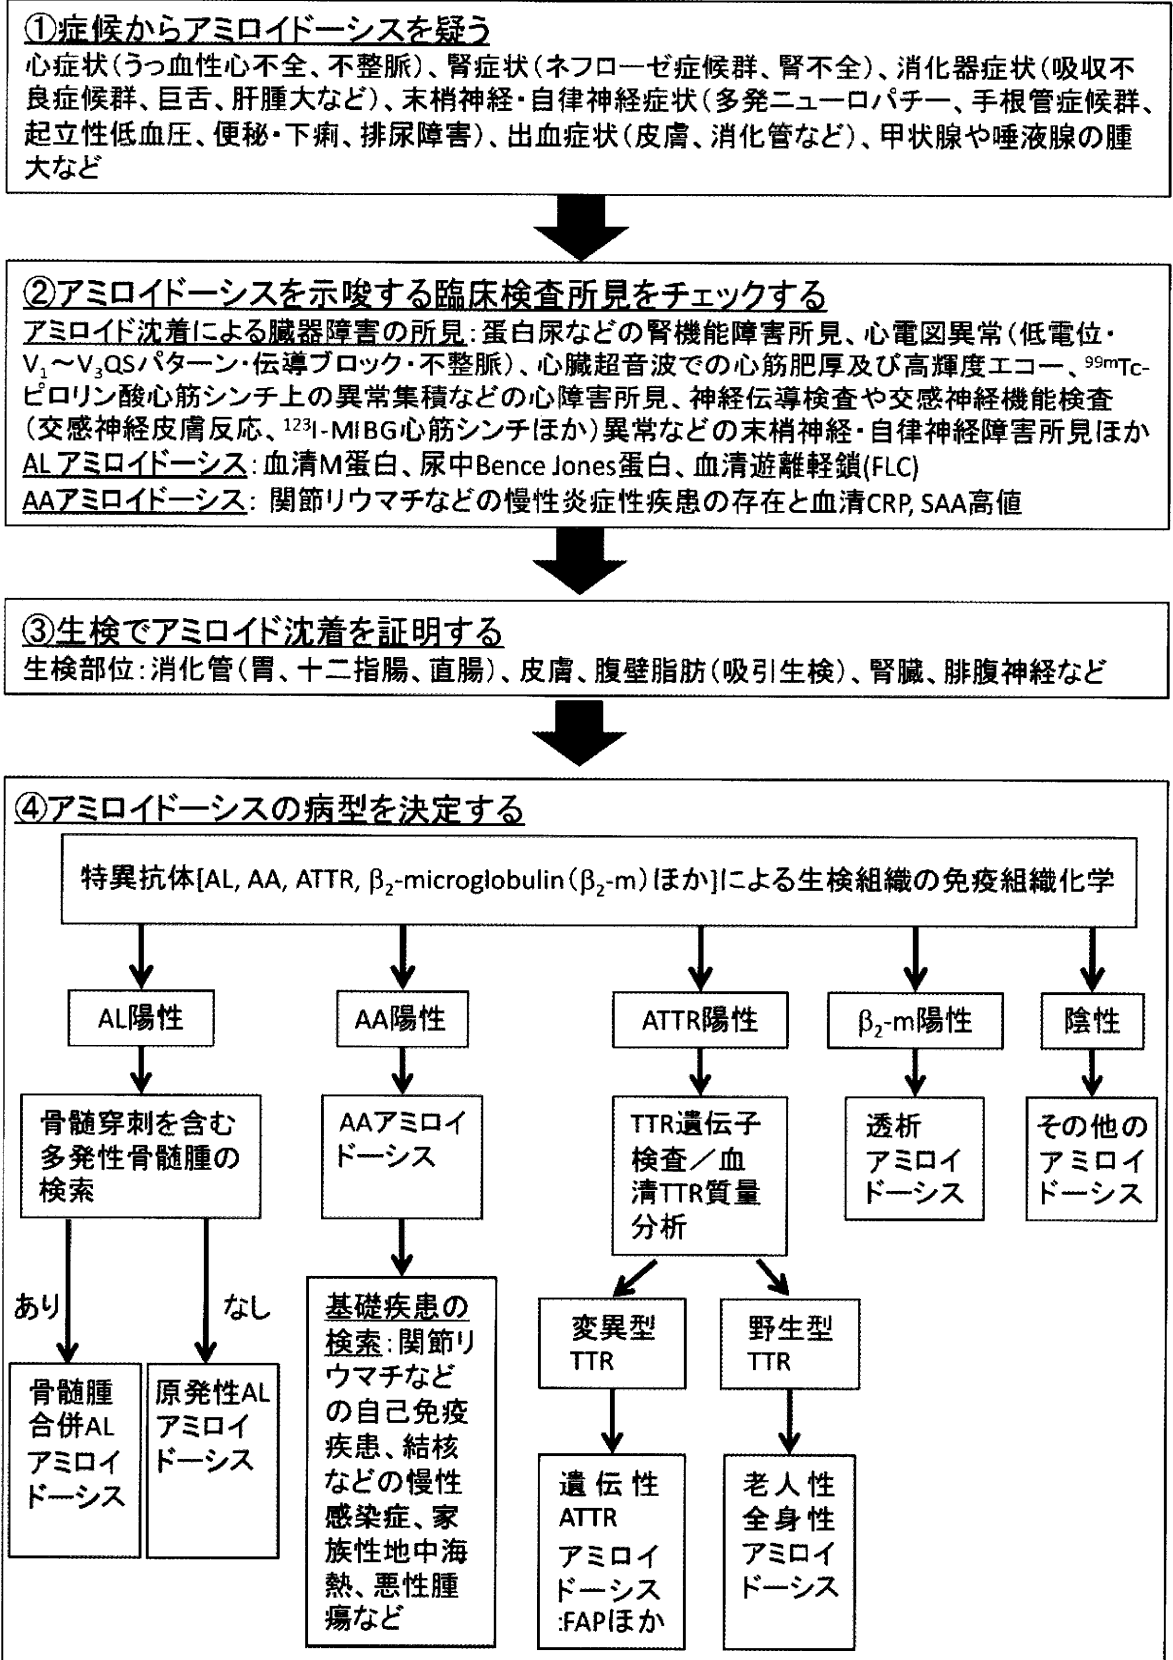 ①症候からアミロイドーシスを疑う
心症状(うっ血性心不全、不整脈)、腎症状(ネフローゼ症候群、腎不全)、消化器症状(吸収不
良症候群、巨舌、肝腫大など)、末梢神経・自律神経症状(多発ニューロパチー、手根管症候群、
起立性低血圧、便秘・下痢、排尿障害)、出血症状(皮膚、消化管など)、甲状腺や唾液腺の腫
大など
②アミロイドーシスを示唆する臨床検査所見をチェックする
アミロイド沈着による臓器障害の所見:蛋白尿などの腎機能障害所見、心電図異常(低電位・
V₁～V₃QSパターン・伝導ブロック・不整脈)、心臓超音波での心筋肥厚及び高輝度エコー、⁹⁹ᵐTc-
ピロリン酸心筋シンチ上の異常集積などの心障害所見、神経伝導検査や交感神経機能検査
(交感神経皮膚反応、¹²³I-MIBG心筋シンチほか)異常などの末梢神経・自律神経障害所見ほか
ALアミロイドーシス:血清M蛋白、尿中Bence Jones蛋白、血清遊離軽鎖(FLC)
AAアミロイドーシス: 関節リウマチなどの慢性炎症性疾患の存在と血清CRP, SAA高値
③生検でアミロイド沈着を証明する
生検部位:消化管(胃、十二指腸、直腸)、皮膚、腹壁脂肪(吸引生検)、腎臓、腓腹神経など
④アミロイドーシスの病型を決定する
特異抗体[AL, AA, ATTR, β₂-microglobulin(β₂-m)ほか]による生検組織の免疫組織化学
AL陽性
AA陽性
ATTR陽性
β₂-m陽性
陰性
骨髄穿刺を含む
多発性骨髄腫の
検索
AAアミロイ
ドーシス
TTR遺伝子
検査／血
清TTR質量
分析
透析
アミロイ
ドーシス
その他の
アミロイ
ドーシス
あり
なし
骨髄腫
合併AL
アミロイ
ドーシス
原発性AL
アミロイ
ドーシス
基礎疾患の
検索:関節リ
ウマチなど
の自己免疫
疾患、結核
などの慢性
感染症、家
族性地中海
熱、悪性腫
瘍など
変異型
TTR
野生型
TTR
遺伝性
ATTR
アミロイ
ドーシス
:FAPほか
老人性
全身性
アミロイ
ドーシス